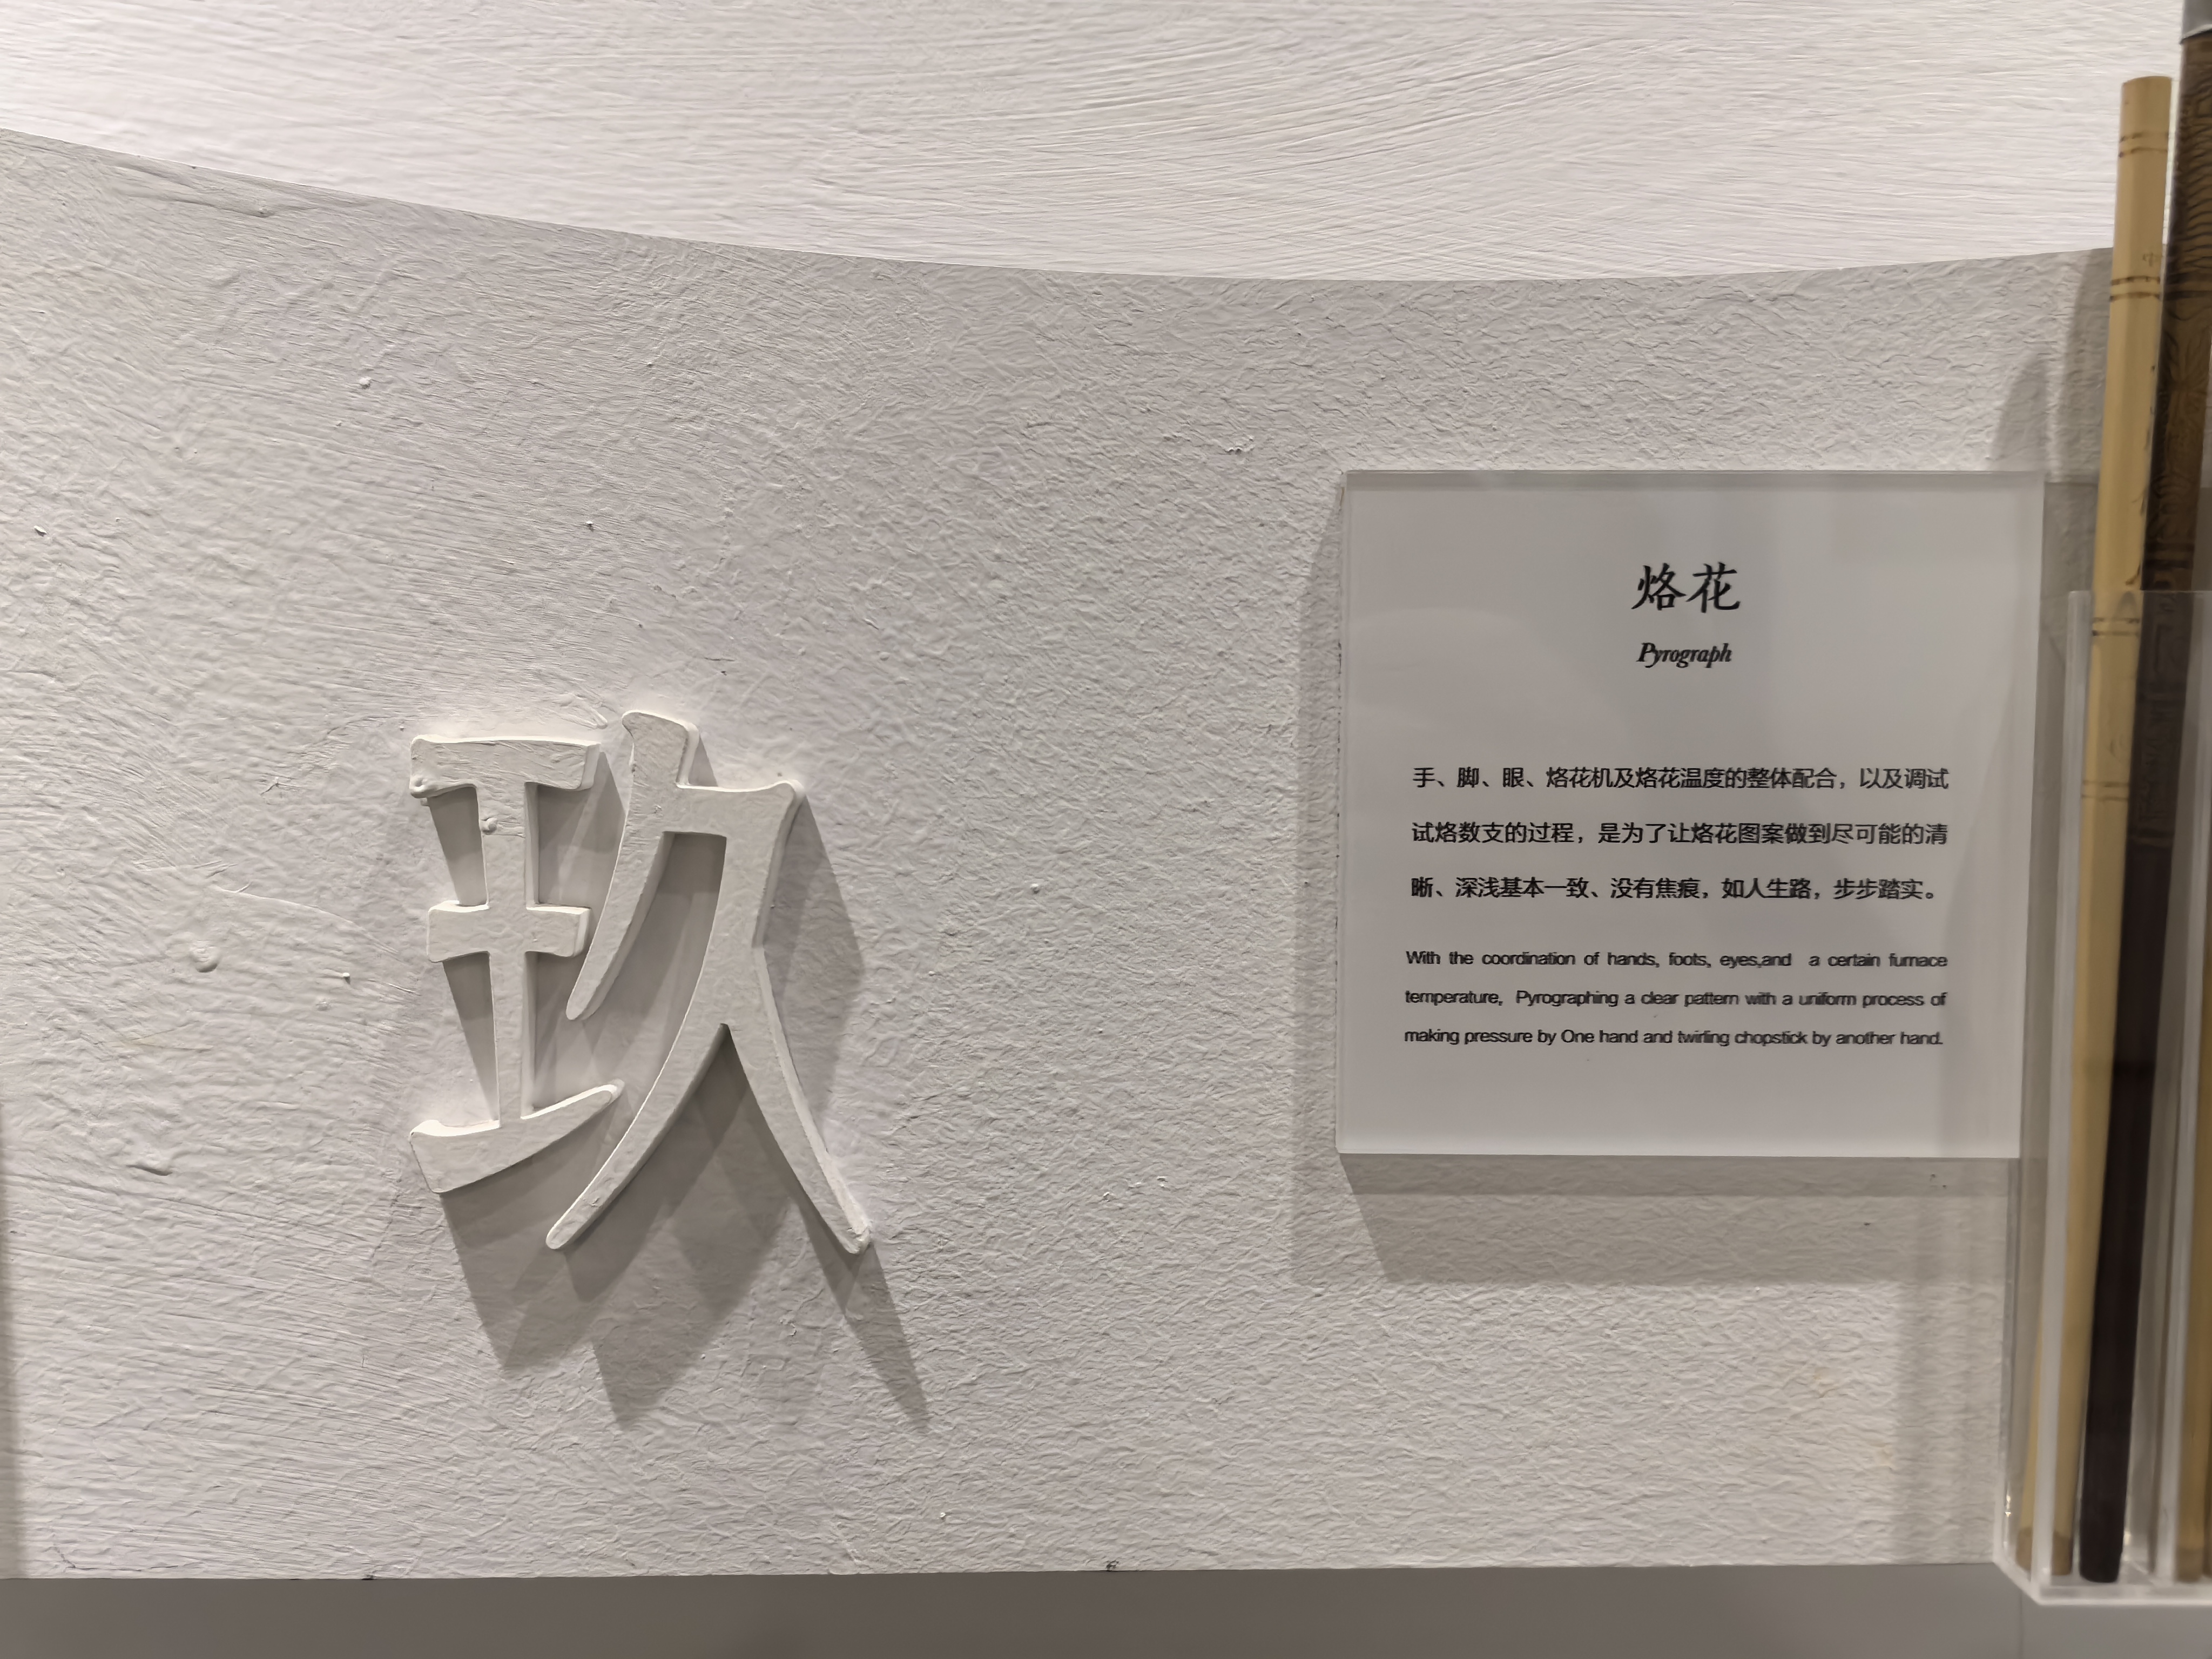 玖
烙花
Pyrograph
手、脚、眼、烙花机及烙花温度的整体配合，以及调试
试烙数支的过程，是为了让烙花图案做到尽可能的清
晰、深浅基本一致、没有焦痕，如人生路，步步踏实。
With the coordination of hands, foots, eyes,and a certain furnace
temperature, Pyrographing a clear pattern with a uniform process of
making pressure by One hand and twirling chopstick by another hand.